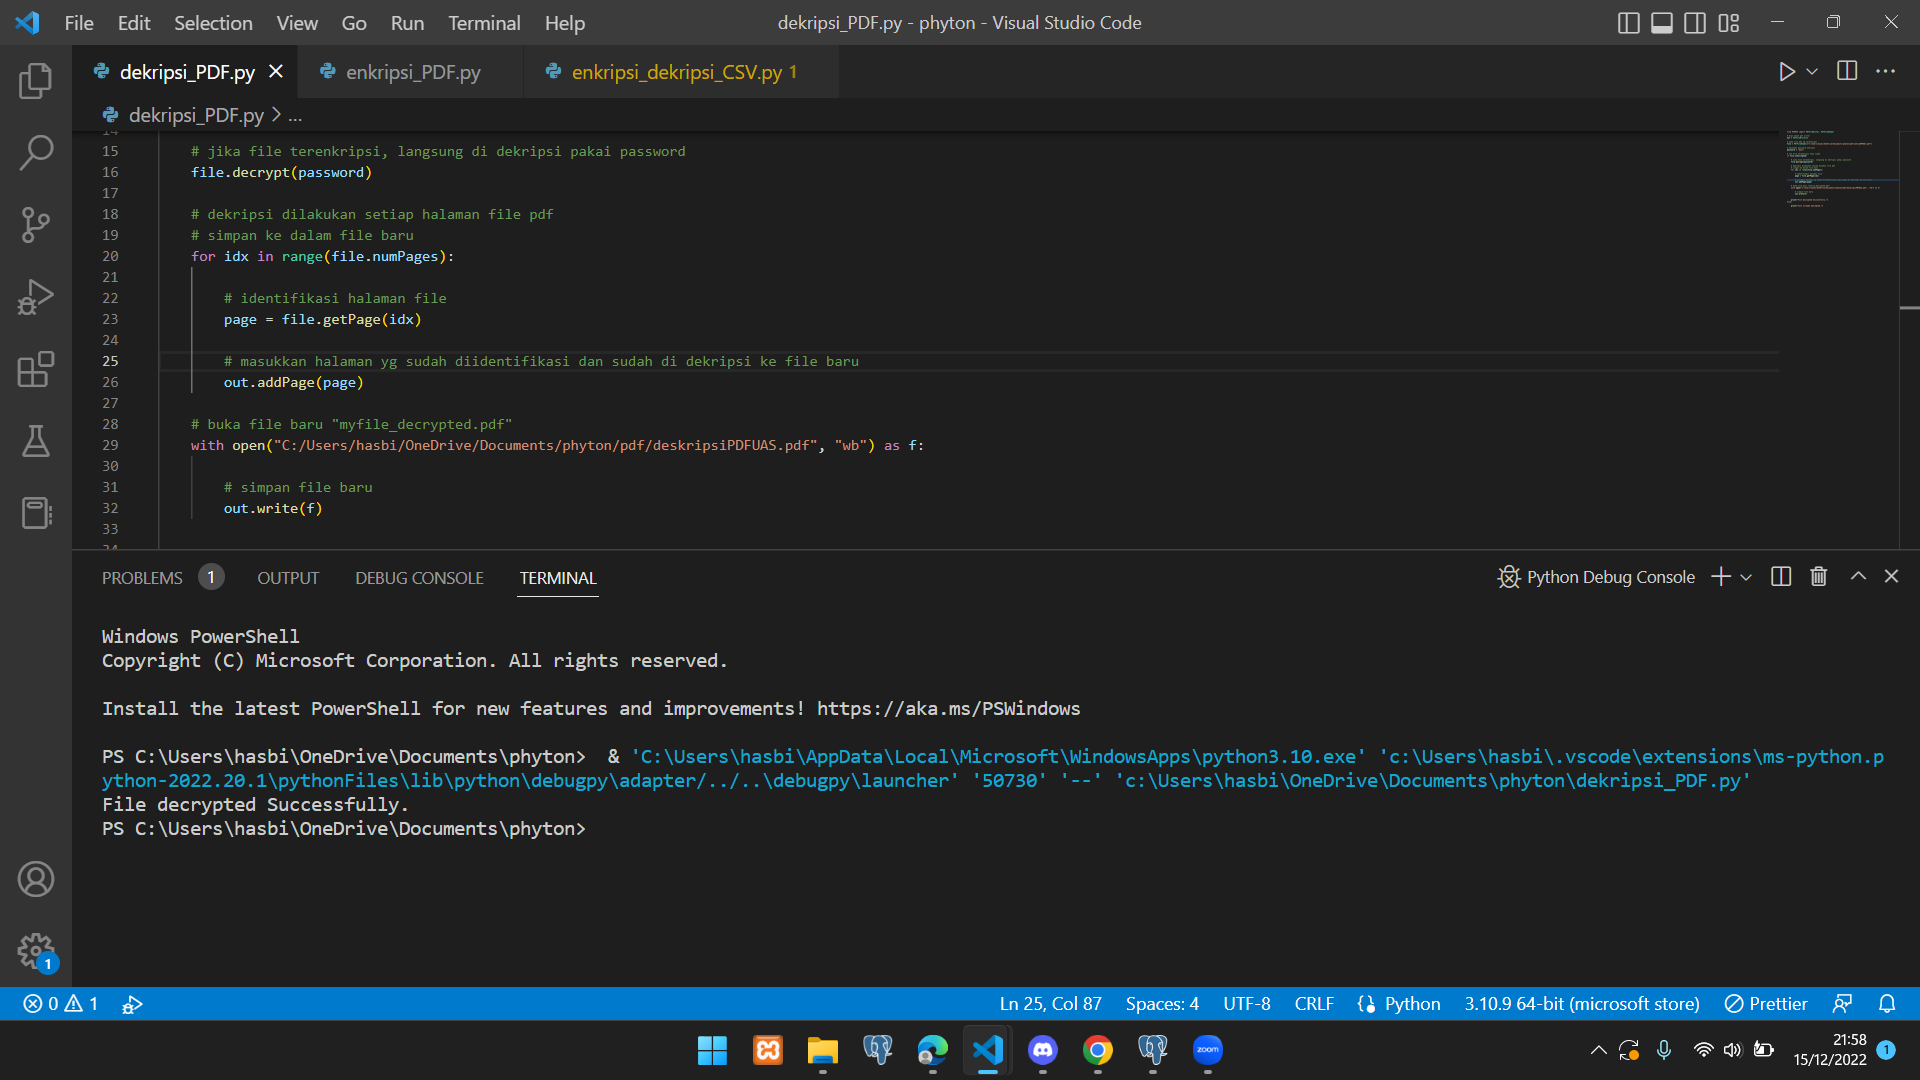 File Edit Selection View Go Run Terminal Help
dekripsi_PDF.py - phyton - Visual Studio Code
dekripsi_PDF.py
enkripsi_PDF.py
enkripsi_dekripsi_CSV.py 1
dekripsi_PDF.py > ...
14
15 # jika file terenkripsi, langsung di dekripsi pakai password
16 file.decrypt(password)
17
18 # dekripsi dilakukan setiap halaman file pdf
19 # simpan ke dalam file baru
20 for idx in range(file.numPages):
21
22 # identifikasi halaman file
23 page = file.getPage(idx)
24
25 # masukkan halaman yg sudah diidentifikasi dan sudah di dekripsi ke file baru
26 out.addPage(page)
27
28 # buka file baru "myfile_decrypted.pdf"
29 with open("C:/Users/hasbi/OneDrive/Documents/phyton/pdf/deskripsiPDFUAS.pdf", "wb") as f:
30
31 # simpan file baru
32 out.write(f)
33
34
PROBLEMS 1 OUTPUT DEBUG CONSOLE TERMINAL
Python Debug Console
Windows PowerShell
Copyright (C) Microsoft Corporation. All rights reserved.
Install the latest PowerShell for new features and improvements! https://aka.ms/PSWindows
PS C:\Users\hasbi\OneDrive\Documents\phyton>  & 'C:\Users\hasbi\AppData\Local\Microsoft\WindowsApps\python3.10.exe' 'c:\Users\hasbi\.vscode\extensions\ms-python.p
ython-2022.20.1\pythonFiles\lib\python\debugpy\adapter/../..\debugpy\launcher' '50730' '--' 'c:\Users\hasbi\OneDrive\Documents\phyton\dekripsi_PDF.py'
File decrypted Successfully.
PS C:\Users\hasbi\OneDrive\Documents\phyton>
1
0 1
Ln 25, Col 87 Spaces: 4 UTF-8 CRLF Python 3.10.9 64-bit (microsoft store) Prettier
zoom
21:58
15/12/2022
1